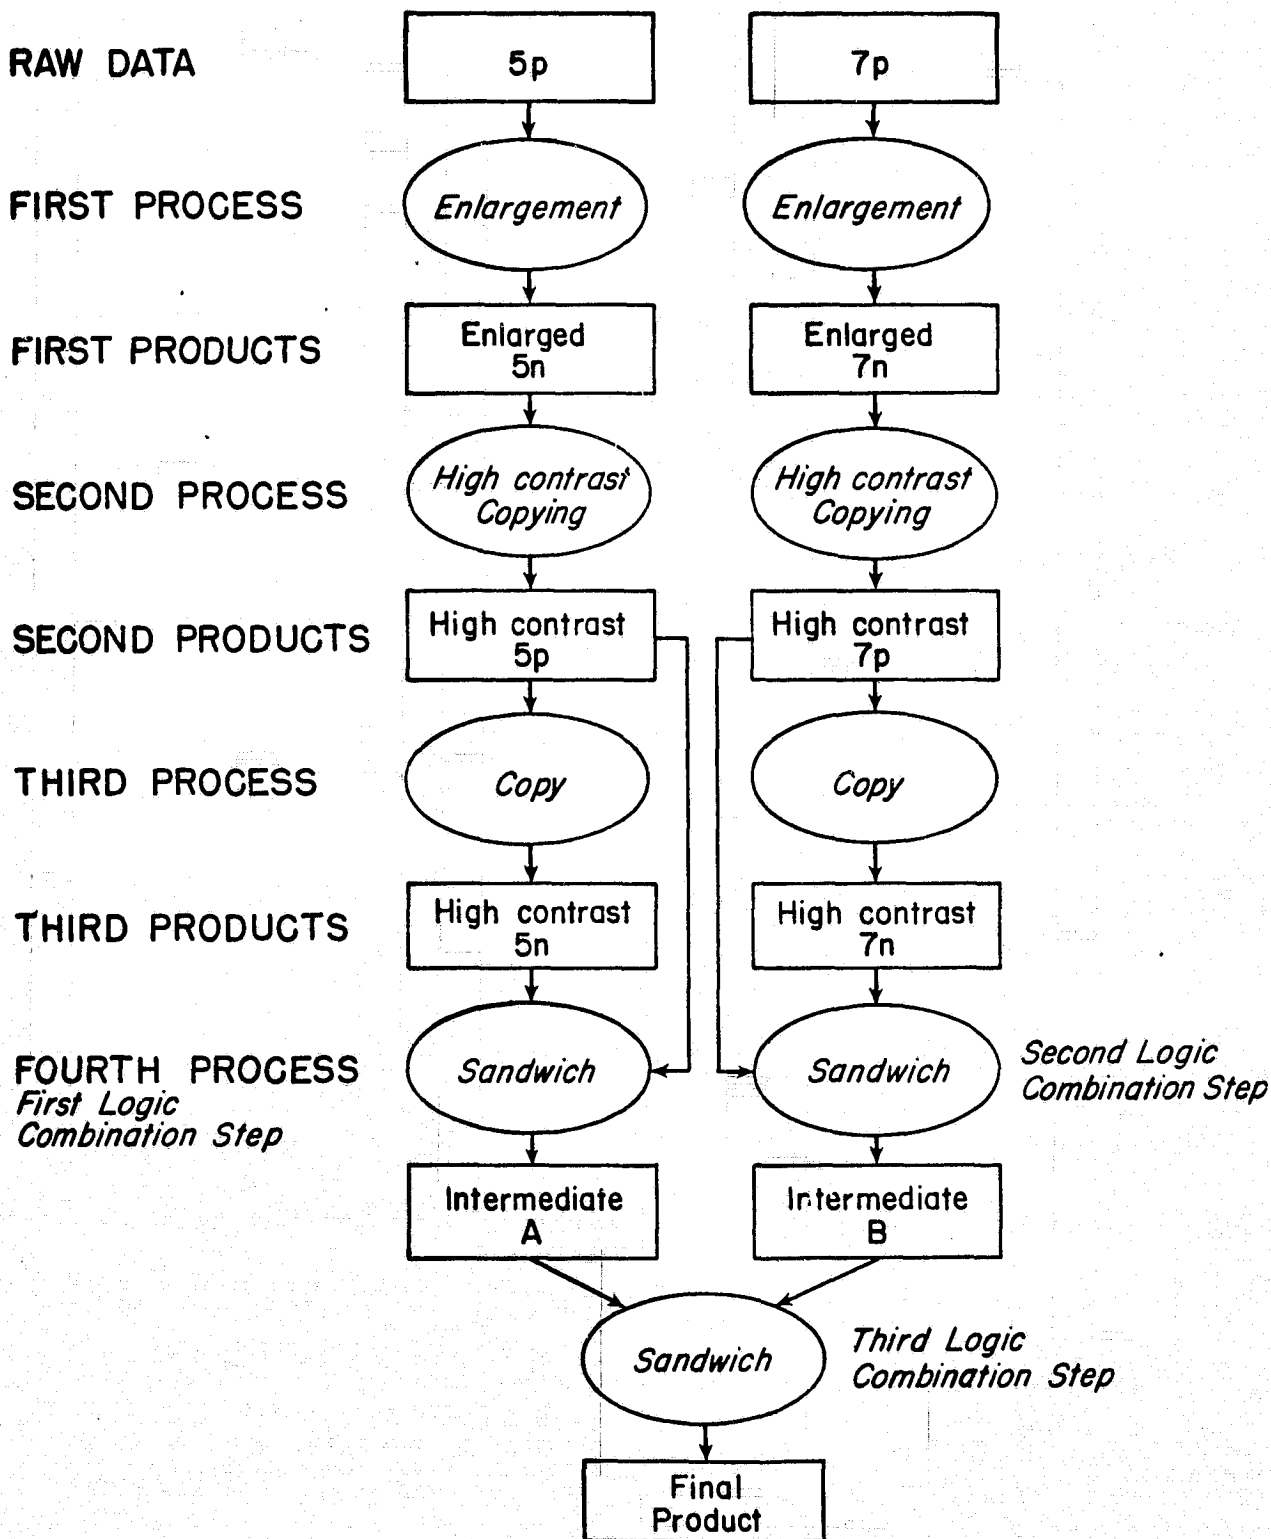 RAW DATA
5p
7p
FIRST PROCESS
Enlargement
Enlargement
FIRST PRODUCTS
Enlarged
5n
Enlarged
7n
SECOND PROCESS
High contrast
Copying
High contrast
Copying
SECOND PRODUCTS
High contrast
5p
High contrast
7p
THIRD PROCESS
Copy
Copy
THIRD PRODUCTS
High contrast
5n
High contrast
7n
FOURTH PROCESS
First Logic
Combination Step
Sandwich
Sandwich
Second Logic
Combination Step
Intermediate
A
Intermediate
B
Sandwich
Third Logic
Combination Step
Final
Product